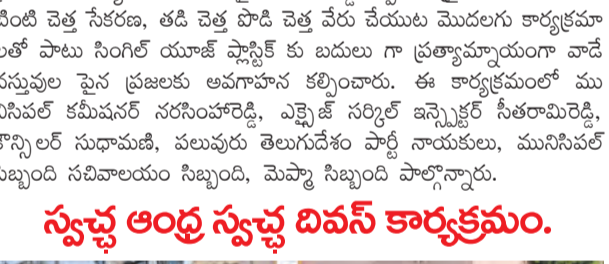 టింటి చెత్త సేకరణ, తడి చెత్త పొడి చెత్త వేరు చేయుట మొదలగు కార్యక్రమా
లతో పాటు సింగిల్ యూజ్ ప్లాస్టిక్ కు బదులు గా ప్రత్యామ్నాయంగా వాడే
వస్తువుల పైన ప్రజలకు అవగాహన కల్పించారు. ఈ కార్యక్రమంలో ము
నిసిపల్ కమీషనర్ నరసింహారెడ్డి, ఎక్సైజ్ సర్కిల్ ఇన్స్పెక్టర్ సీతరామిరెడ్డి,
కౌన్సిలర్ సుధామణి, పలువురు తెలుగుదేశం పార్టీ నాయకులు, మునిసిపల్
సిబ్బంది సచివాలయం సిబ్బంది, మెప్మా సిబ్బంది పాల్గొన్నారు.
స్వచ్ఛ ఆంధ్ర స్వచ్ఛ దివస్ కార్యక్రమం.